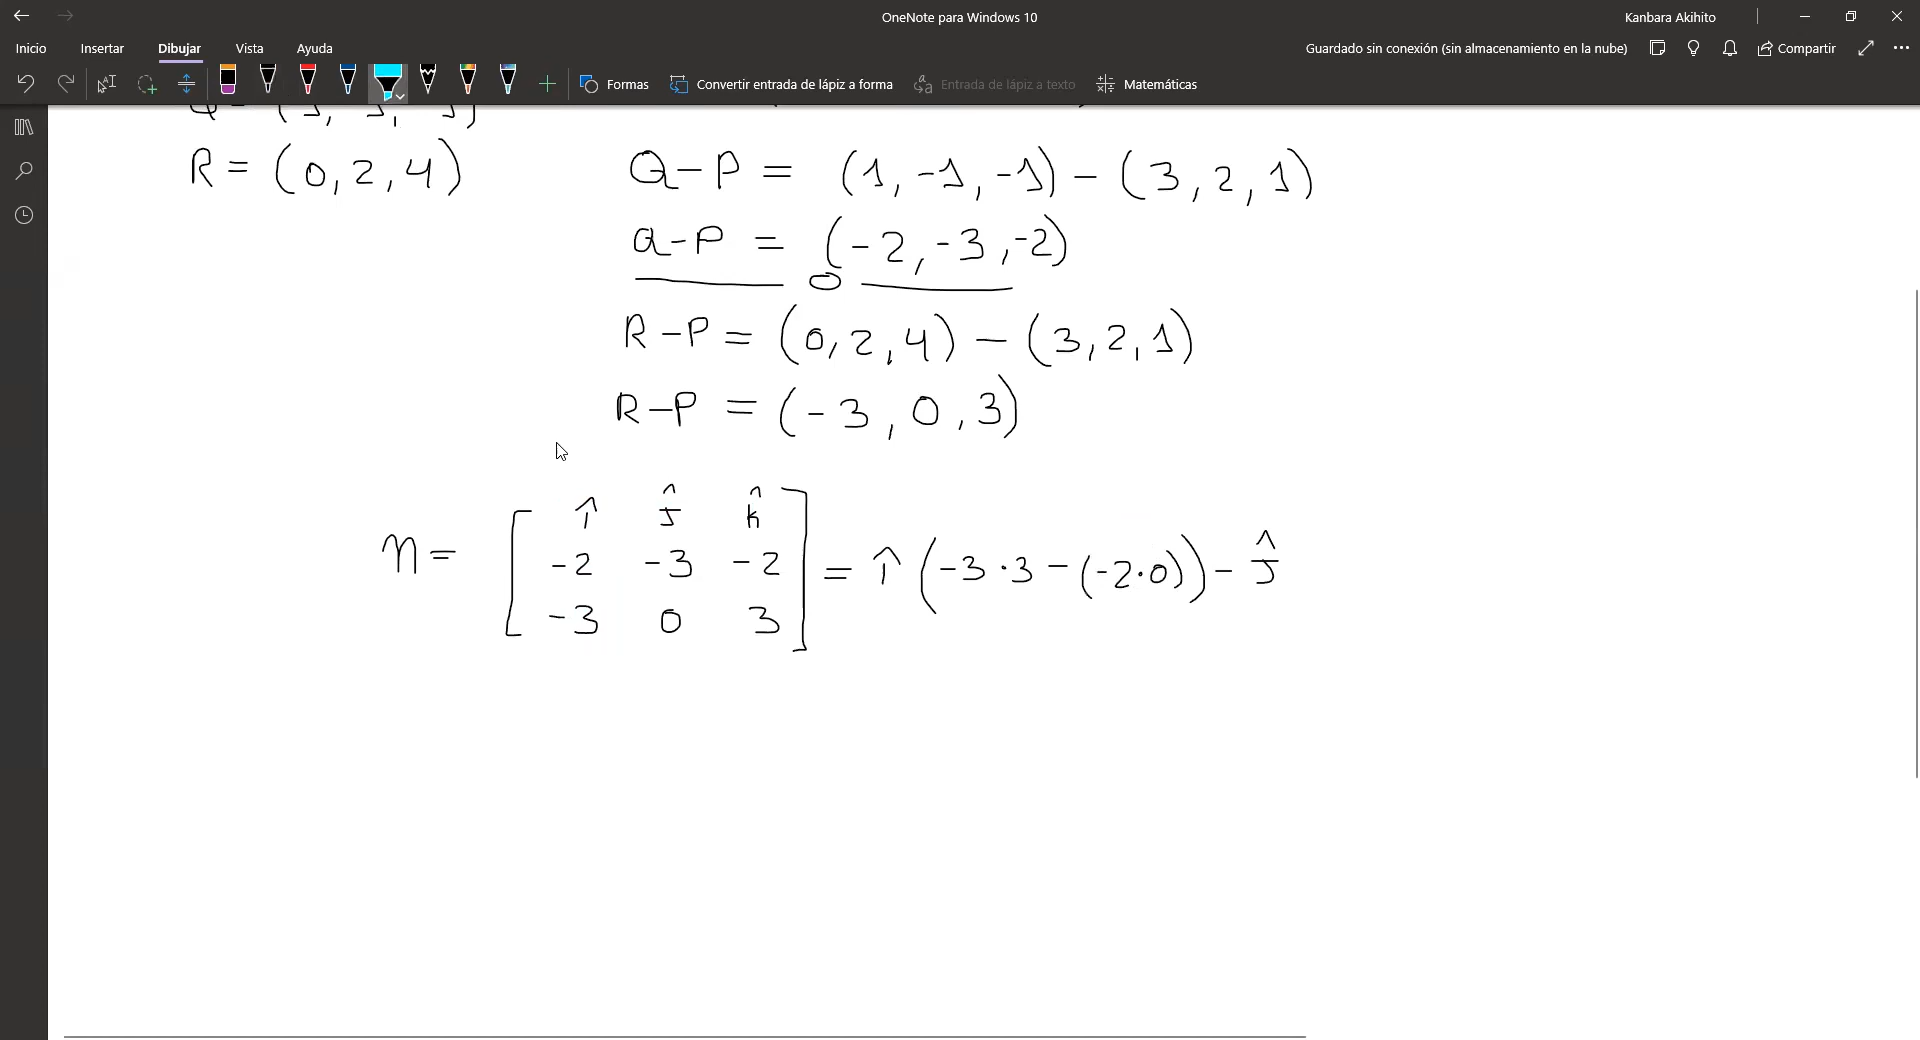 OneNote para Windows 10
Kanbara Akihito
Inicio Insertar Dibujar Vista Ayuda
Guardado sin conexión (sin almacenamiento en la nube) Compartir
Formas Convertir entrada de lápiz a forma Entrada de lápiz a texto Matemáticas
R = (0, 2, 4)
Q-P = (1, -1, -1) - (3, 2, 1)
Q-P = (-2, -3, -2)
R-P = (0, 2, 4) - (3, 2, 1)
R-P = (-3, 0, 3)
î ĵ k̂
n = [ -2 -3 -2 ] = î (-3·3 - (-2·0)) - ĵ
-3 0 3